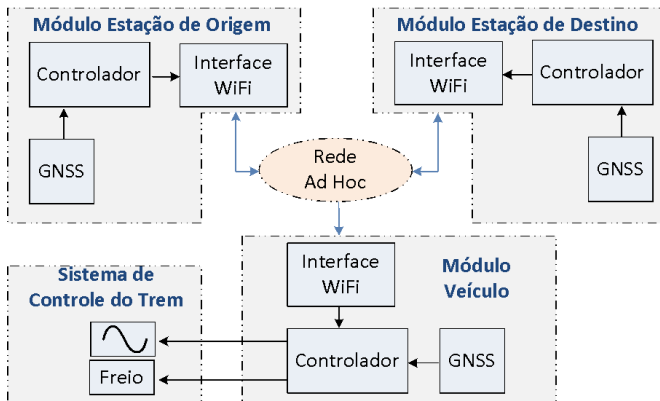 Módulo Estação de Origem
Controlador
Interface
WiFi
GNSS
Módulo Estação de Destino
Interface
WiFi
Controlador
GNSS
Rede
Ad Hoc
Sistema de
Controle do Trem
Freio
Interface
WiFi
Módulo
Veículo
Controlador
GNSS